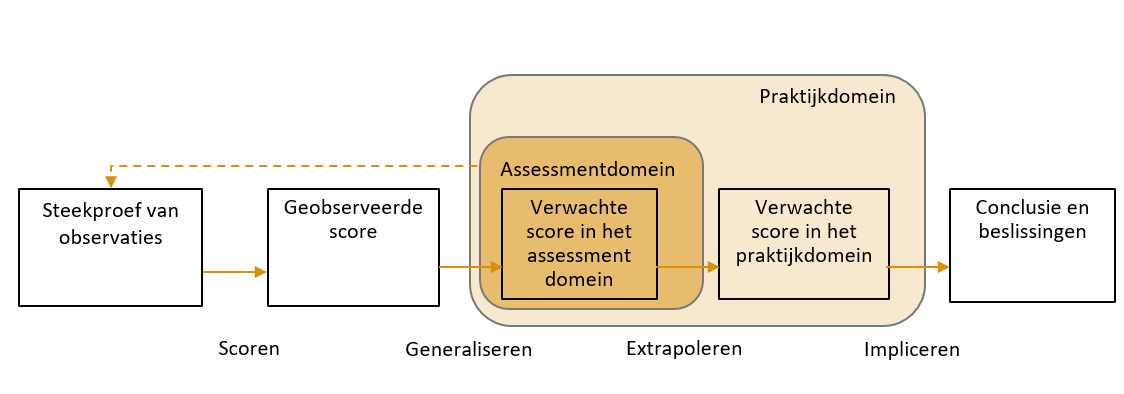 Praktijkdomein
Assessmentdomein
Steekproef van
observaties
Geobserveerde
score
Verwachte
score in het
assessment
domein
Verwachte
score in het
praktijkdomein
Conclusie en
beslissingen
Scoren
Generaliseren
Extrapoleren
Impliceren